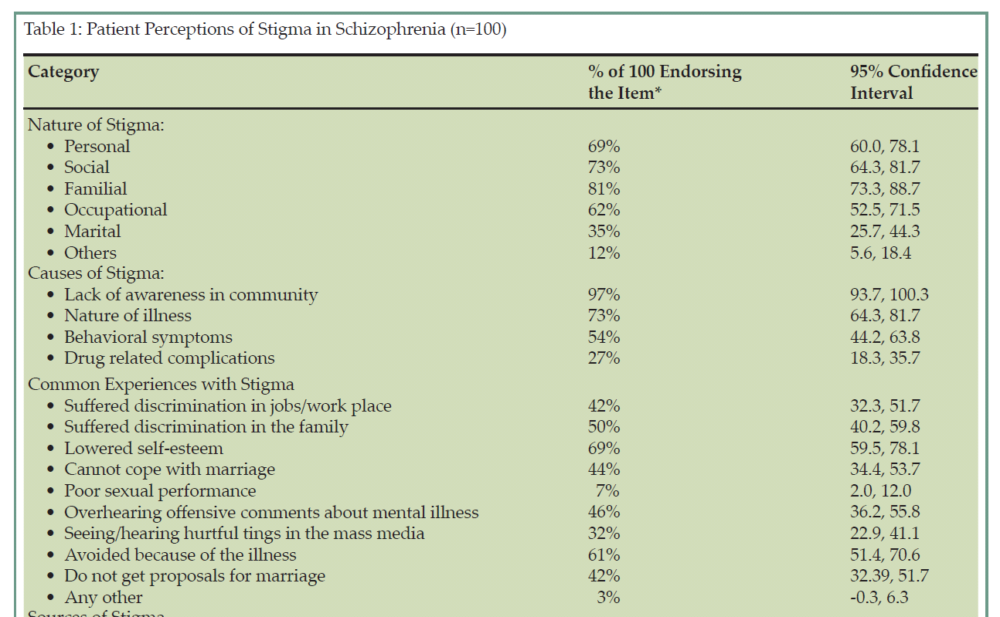 Table 1: Patient Perceptions of Stigma in Schizophrenia (n=100)
Category % of 100 Endorsing the Item* 95% Confidence Interval
Nature of Stigma:
• Personal 69% 60.0, 78.1
• Social 73% 64.3, 81.7
• Familial 81% 73.3, 88.7
• Occupational 62% 52.5, 71.5
• Marital 35% 25.7, 44.3
• Others 12% 5.6, 18.4
Causes of Stigma:
• Lack of awareness in community 97% 93.7, 100.3
• Nature of illness 73% 64.3, 81.7
• Behavioral symptoms 54% 44.2, 63.8
• Drug related complications 27% 18.3, 35.7
Common Experiences with Stigma
• Suffered discrimination in jobs/work place 42% 32.3, 51.7
• Suffered discrimination in the family 50% 40.2, 59.8
• Lowered self-esteem 69% 59.5, 78.1
• Cannot cope with marriage 44% 34.4, 53.7
• Poor sexual performance 7% 2.0, 12.0
• Overhearing offensive comments about mental illness 46% 36.2, 55.8
• Seeing/hearing hurtful tings in the mass media 32% 22.9, 41.1
• Avoided because of the illness 61% 51.4, 70.6
• Do not get proposals for marriage 42% 32.39, 51.7
• Any other 3% -0.3, 6.3
Sources of Stigma